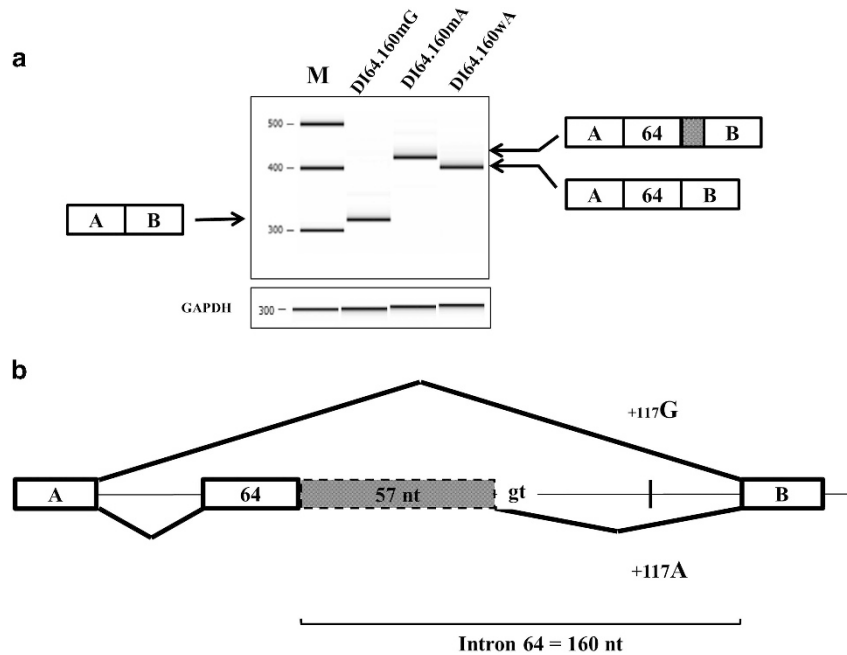 a
M
DI64.160mG
DI64.160mA
DI64.160wA
500
400
300
A B
A 64 B
A 64 B
GAPDH
300
b
+117G
A
64
57 nt
gt
B
+117A
Intron 64 = 160 nt